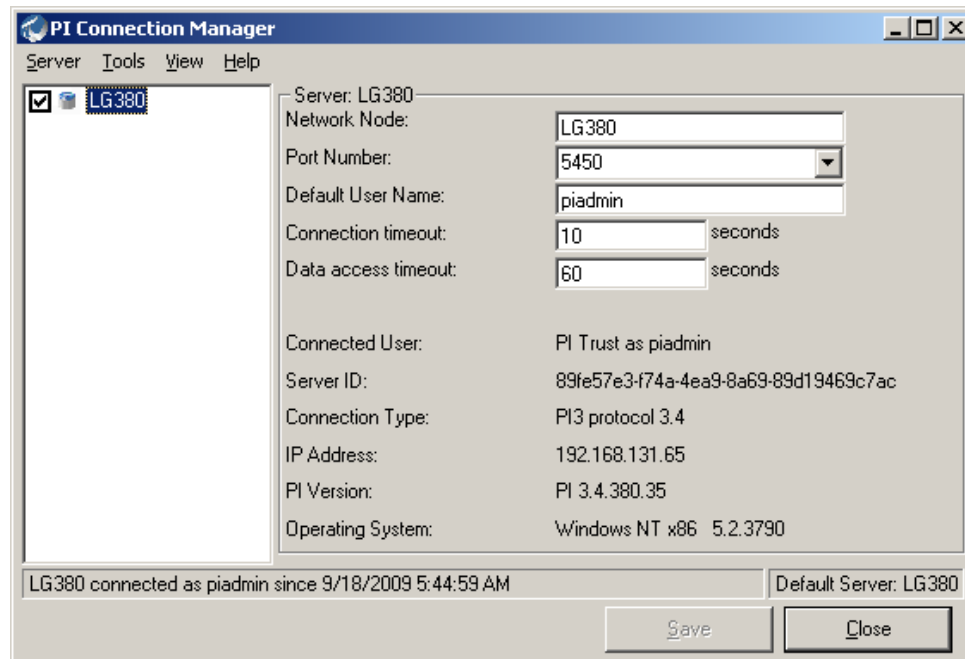 PI Connection Manager
Server Tools View Help
LG380
Server: LG380
Network Node: LG380
Port Number: 5450
Default User Name: piadmin
Connection timeout: 10 seconds
Data access timeout: 60 seconds
Connected User: PI Trust as piadmin
Server ID: 89fe57e3-f74a-4ea9-8a69-89d19469c7ac
Connection Type: PI3 protocol 3.4
IP Address: 192.168.131.65
PI Version: PI 3.4.380.35
Operating System: Windows NT x86 5.2.3790
LG380 connected as piadmin since 9/18/2009 5:44:59 AM Default Server: LG380
Save Close